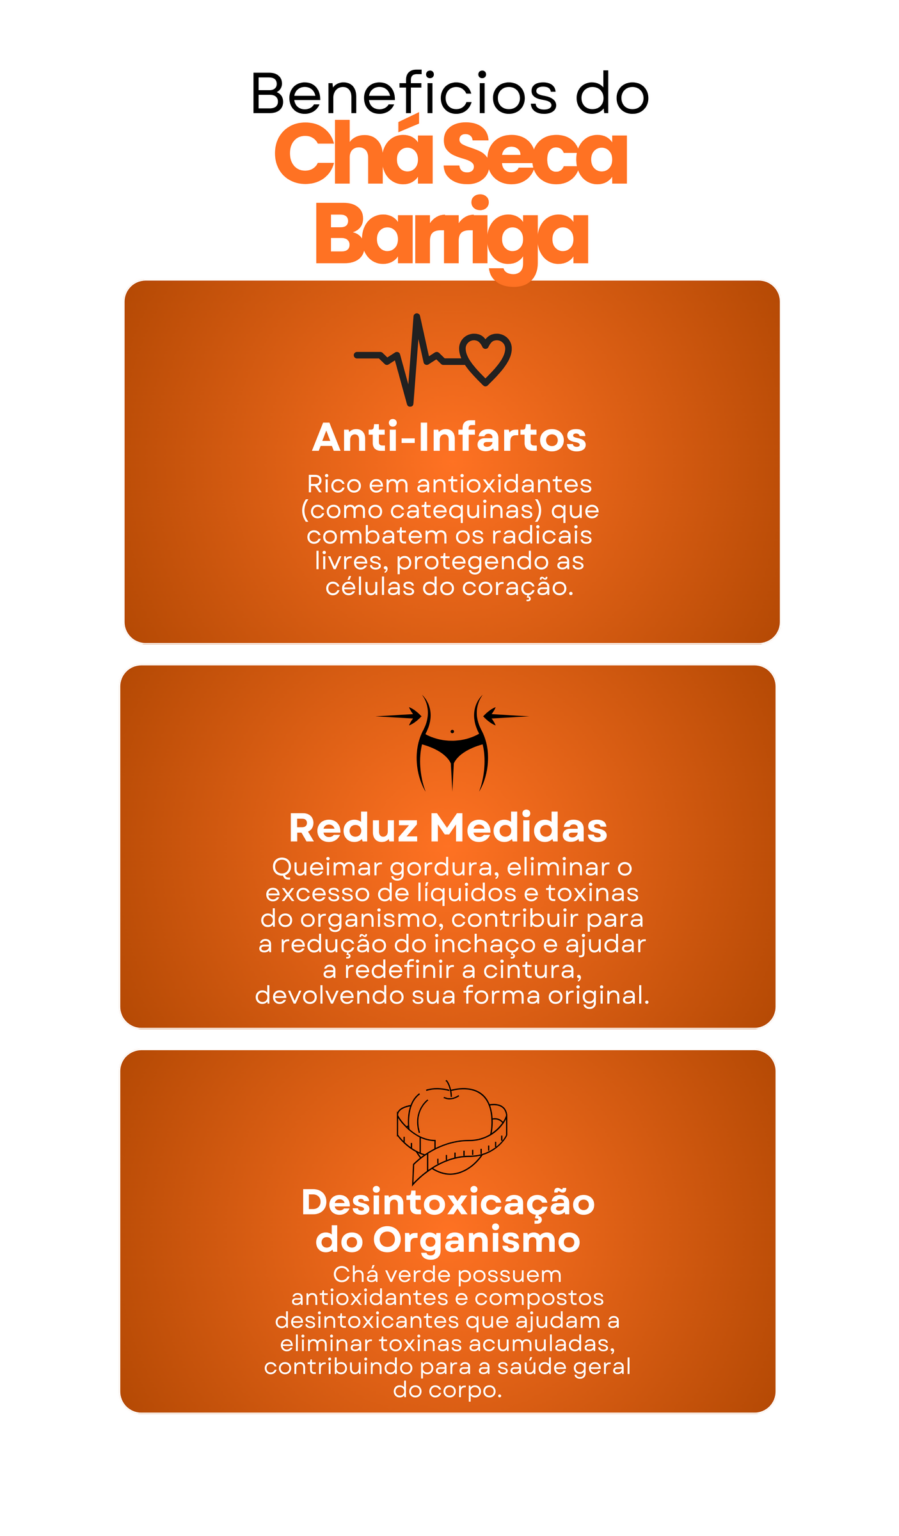 Beneficios do
Chá Seca
Barriga
Anti-Infartos
Rico em antioxidantes
(como catequinas) que
combatem os radicais
livres, protegendo as
células do coração.
Reduz Medidas
Queimar gordura, eliminar o
excesso de líquidos e toxinas
do organismo, contribuir para
a redução do inchaço e ajudar
a redefinir a cintura,
devolvendo sua forma original.
Desintoxicação
do Organismo
Chá verde possuem
antioxidantes e compostos
desintoxicantes que ajudam a
eliminar toxinas acumuladas,
contribuindo para a saúde geral
do corpo.